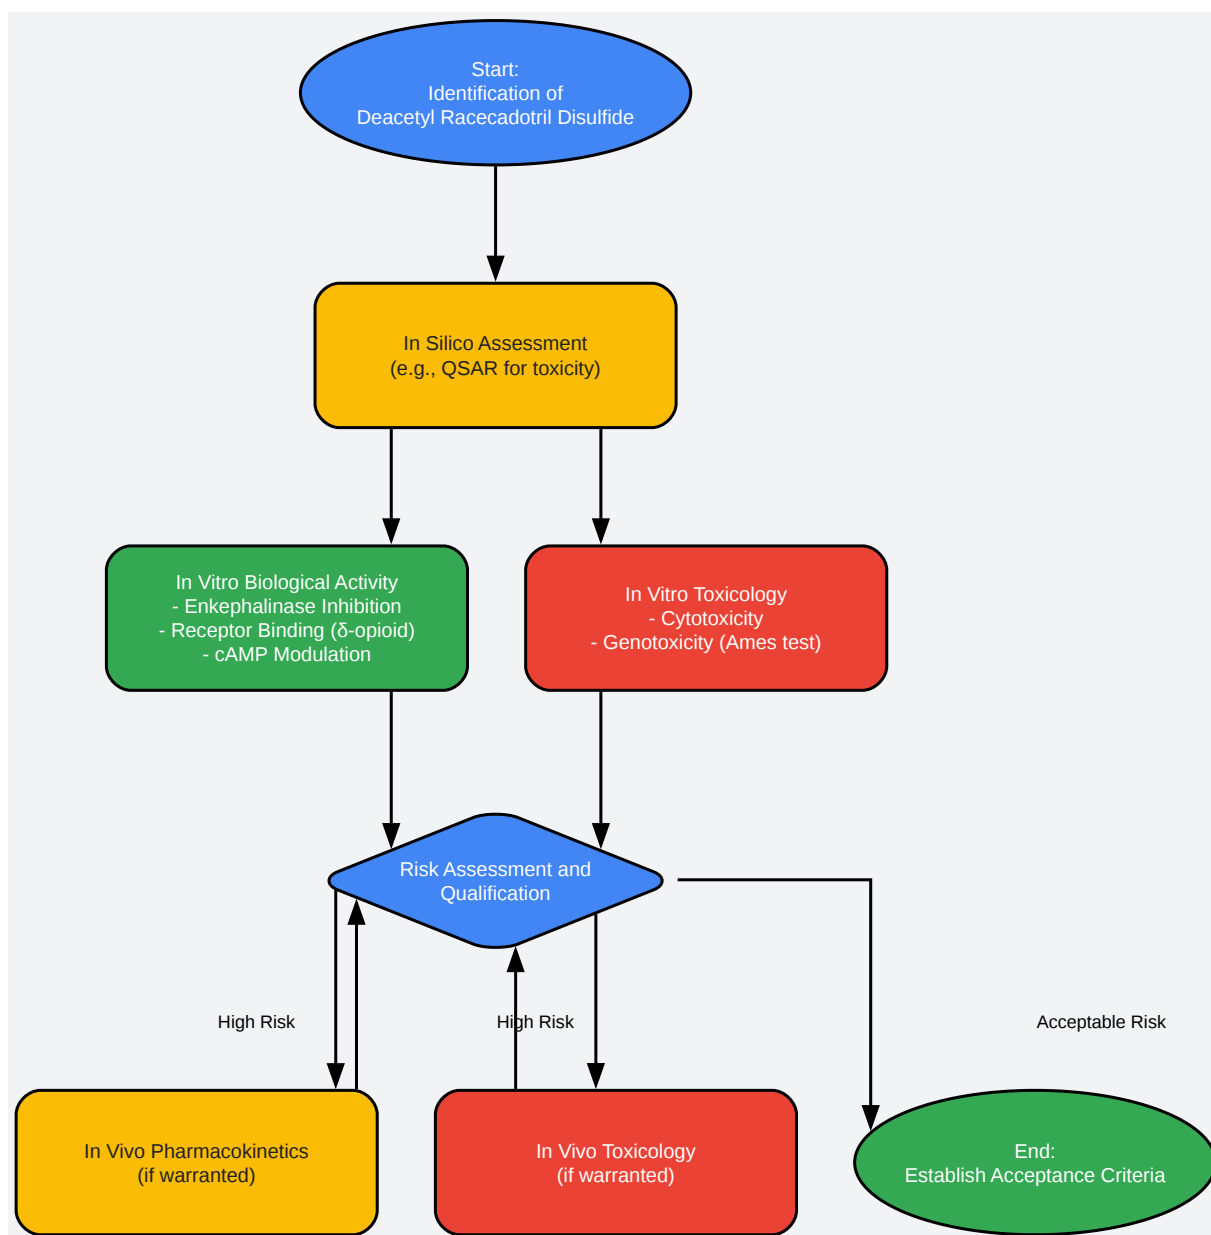 Start:
Identification of
Deacetyl Racecadotril Disulfide
In Silico Assessment
(e.g., QSAR for toxicity)
In Vitro Biological Activity
- Enkephalinase Inhibition
- Receptor Binding (δ-opioid)
- cAMP Modulation
In Vitro Toxicology
- Cytotoxicity
- Genotoxicity (Ames test)
Risk Assessment and
Qualification
High Risk
High Risk
Acceptable Risk
In Vivo Pharmacokinetics
(if warranted)
In Vivo Toxicology
(if warranted)
End:
Establish Acceptance Criteria